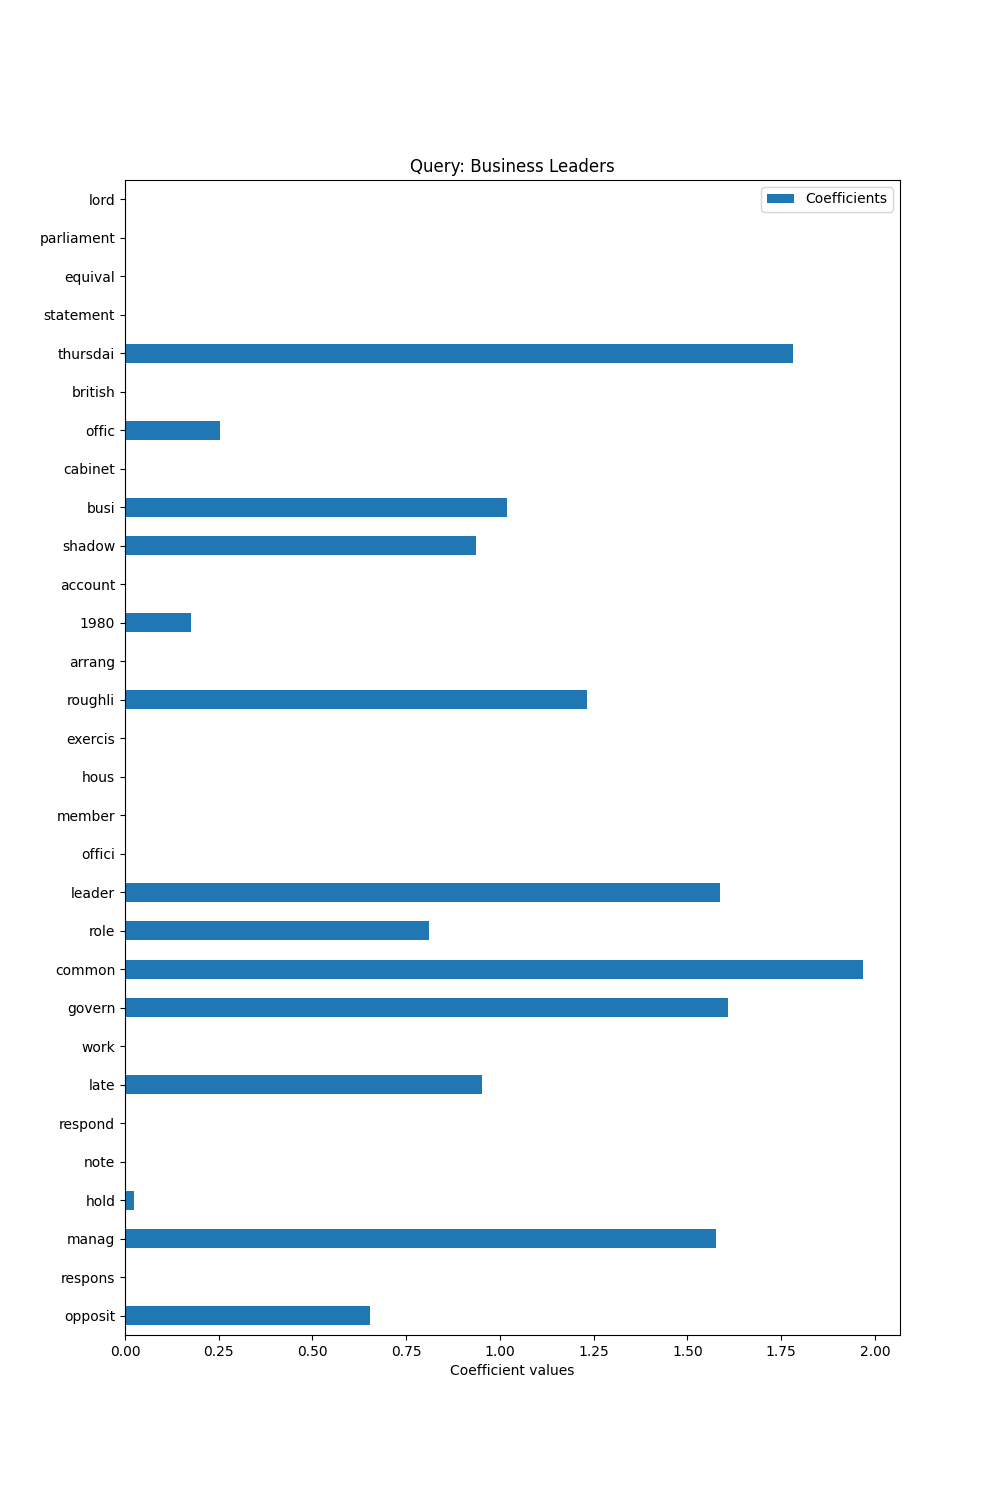 Query: Business Leaders
Coefficients
lord
parliament
equival
statement
thursdai
british
offic
cabinet
busi
shadow
account
1980
arrang
roughli
exercis
hous
member
offici
leader
role
common
govern
work
late
respond
note
hold
manag
respons
opposit
0.00 0.25 0.50 0.75 1.00 1.25 1.50 1.75 2.00
Coefficient values